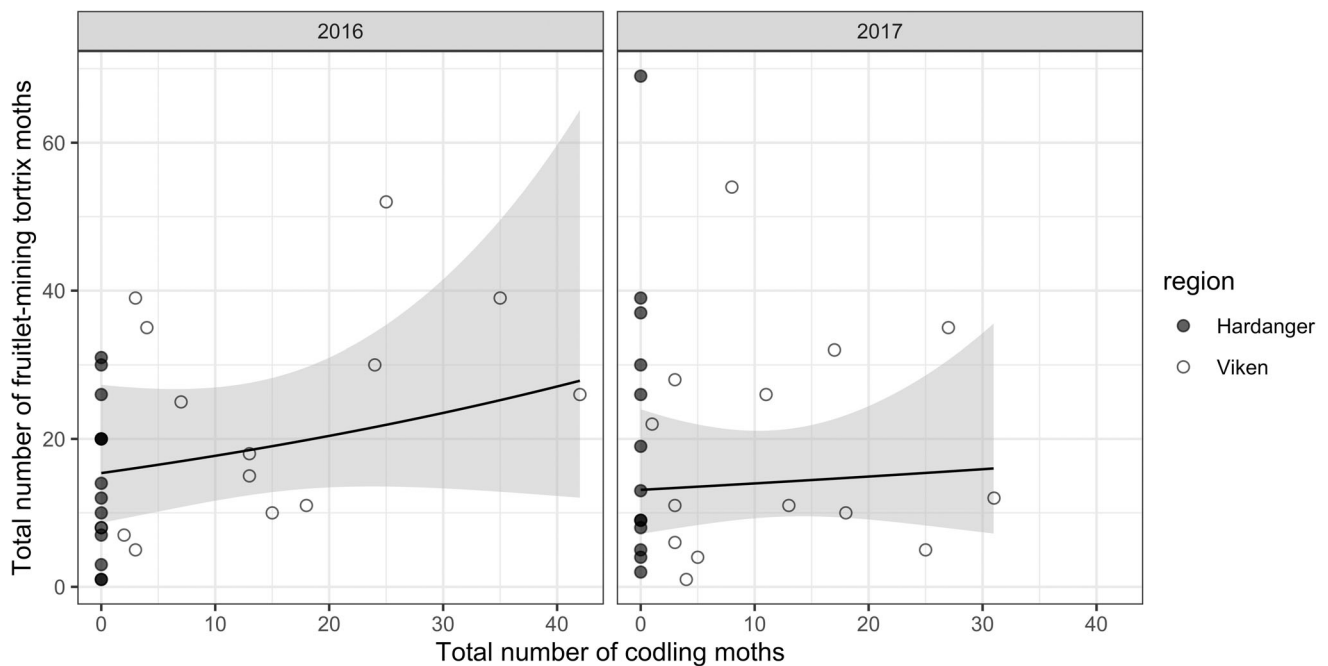 2016
2017
Total number of fruitlet-mining tortrix moths
60
40
20
0
0 10 20 30 40
0 10 20 30 40
Total number of codling moths
region
Hardanger
Viken